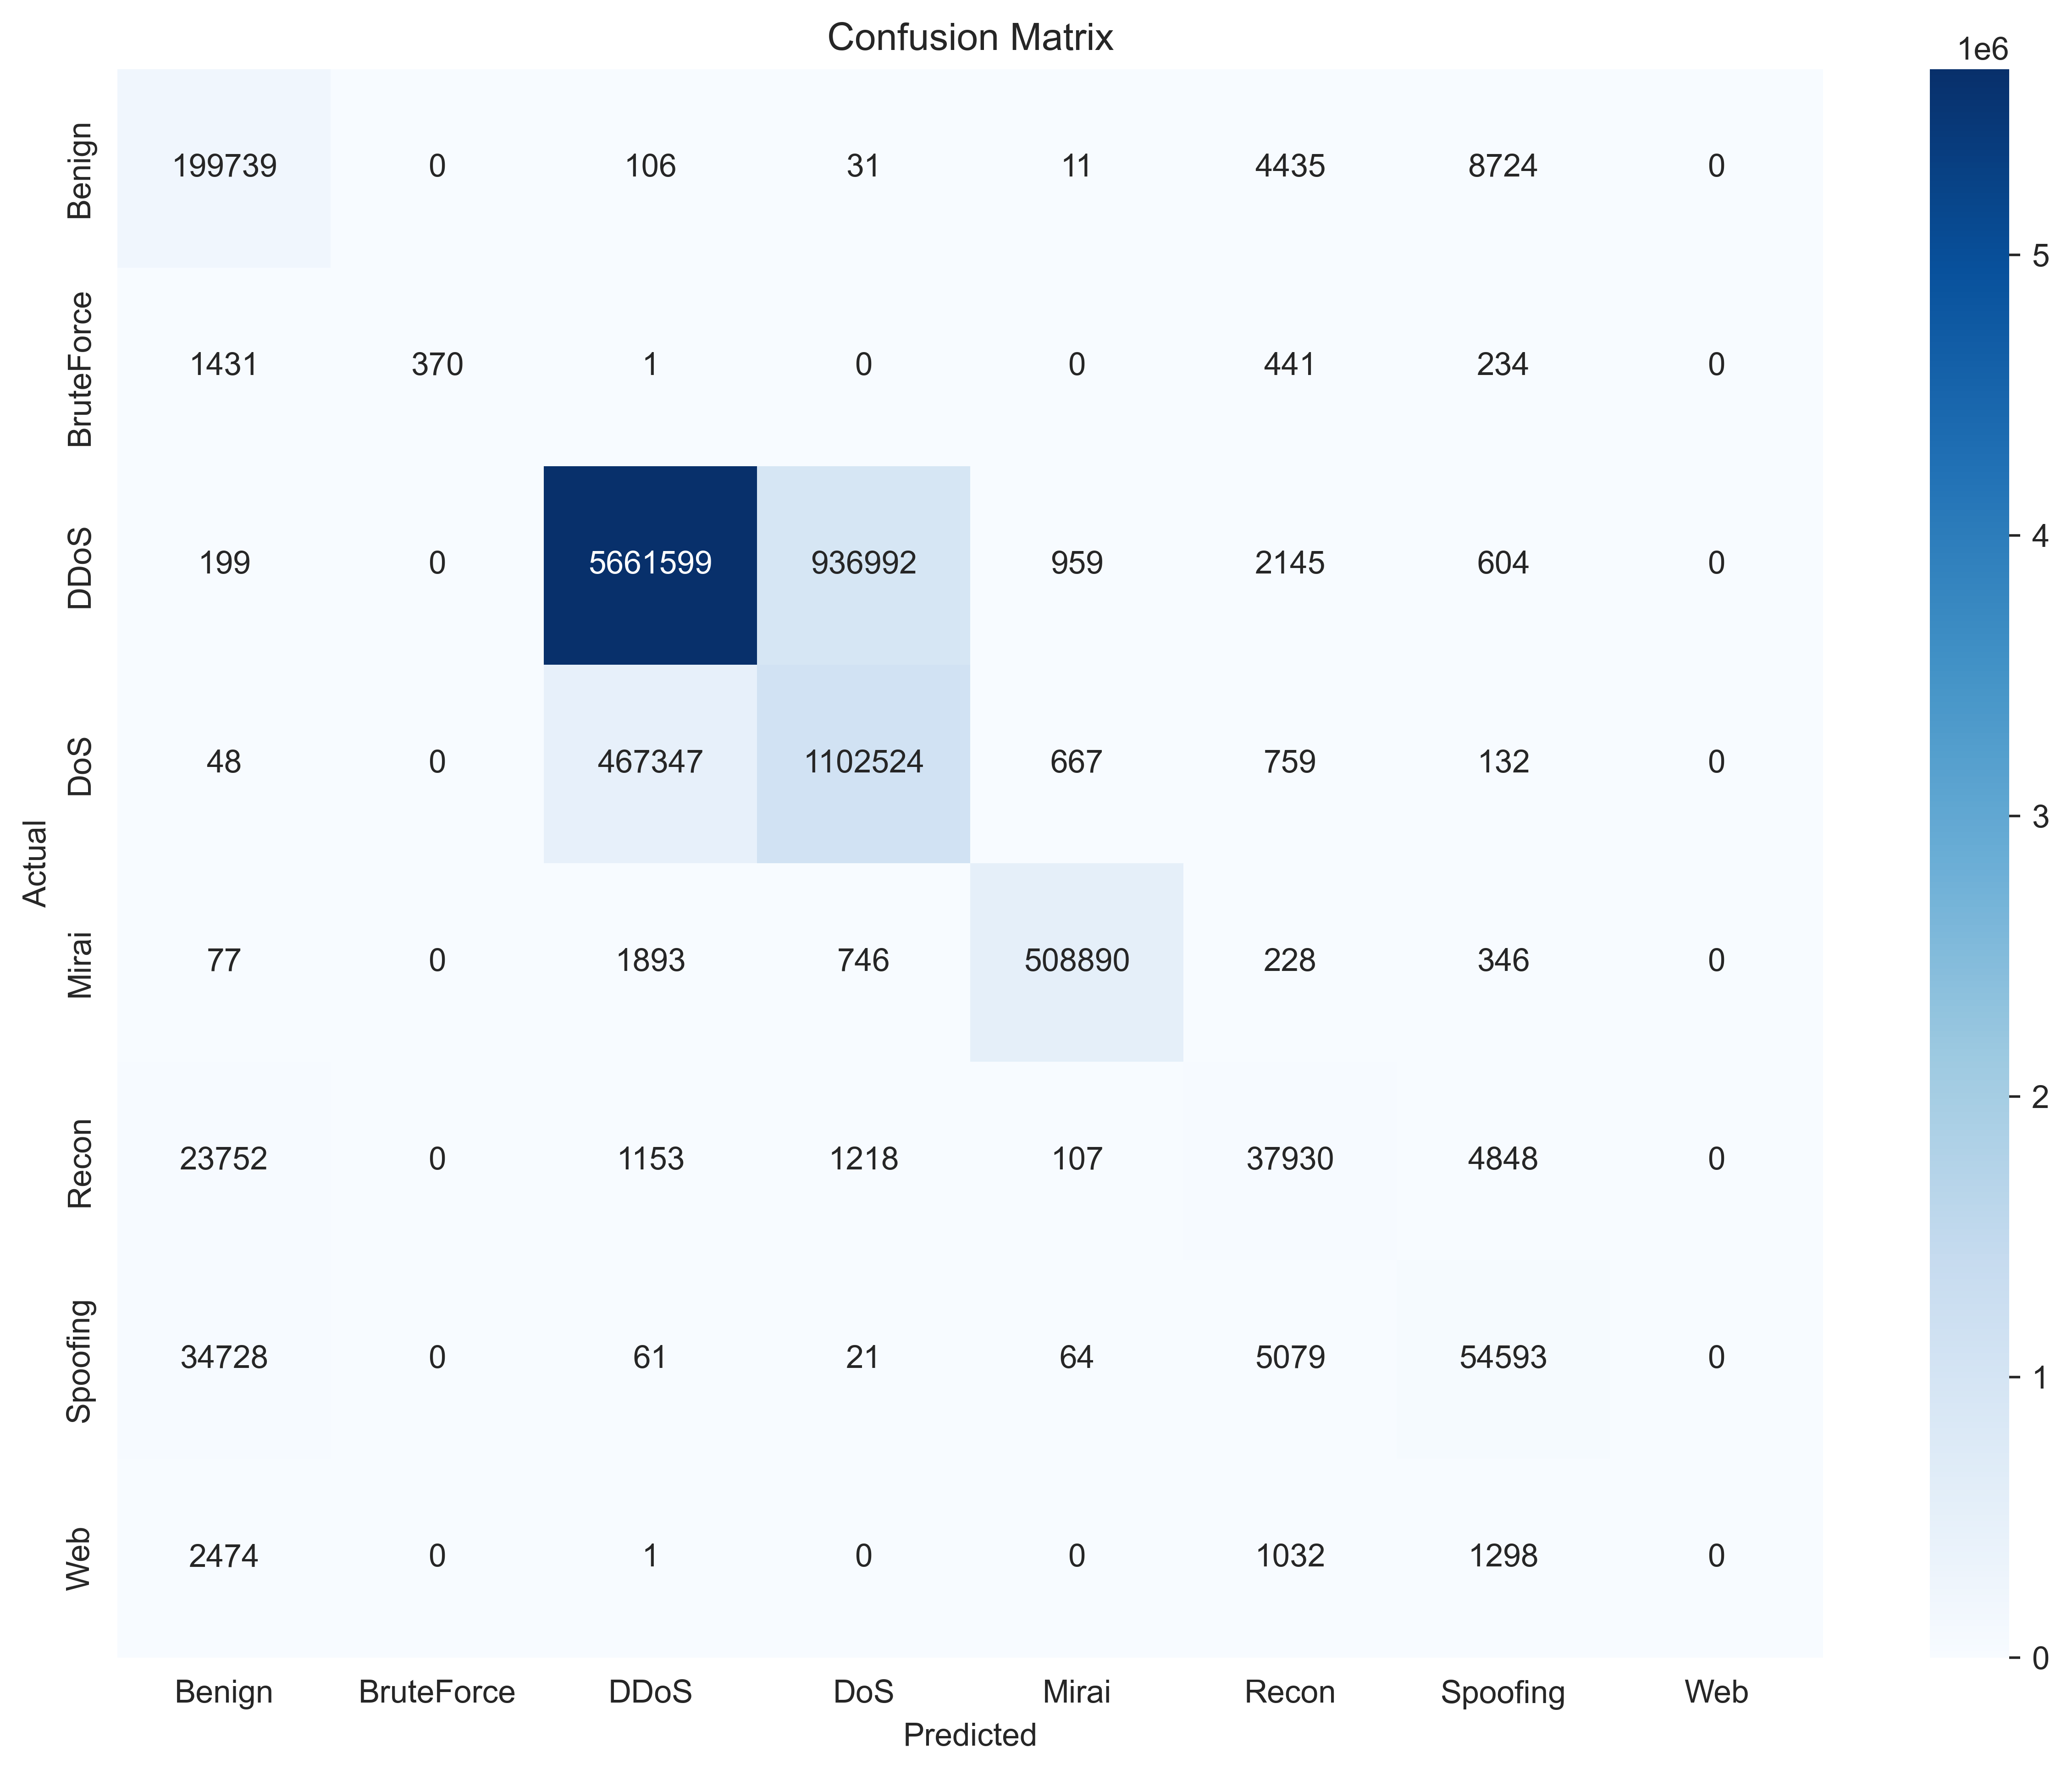 Confusion Matrix
1e6
Benign 199739 0 106 31 11 4435 8724 0
BruteForce 1431 370 1 0 0 441 234 0
DDoS 199 0 5661599 936992 959 2145 604 0
DoS 48 0 467347 1102524 667 759 132 0
Mirai 77 0 1893 746 508890 228 346 0
Recon 23752 0 1153 1218 107 37930 4848 0
Spoofing 34728 0 61 21 64 5079 54593 0
Web 2474 0 1 0 0 1032 1298 0
Actual
Benign BruteForce DDoS DoS Mirai Recon Spoofing Web
Predicted
5
4
3
2
1
0